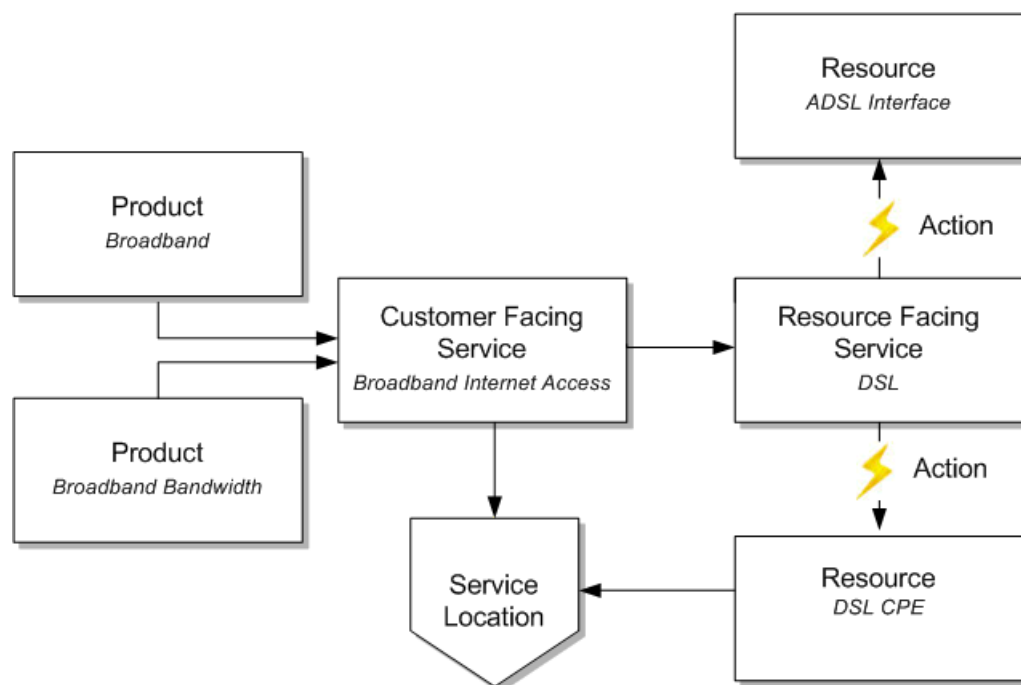 Resource
ADSL Interface
Product
Broadband
Action
Customer Facing
Service
Broadband Internet Access
Resource Facing
Service
DSL
Product
Broadband Bandwidth
Action
Service
Location
Resource
DSL CPE